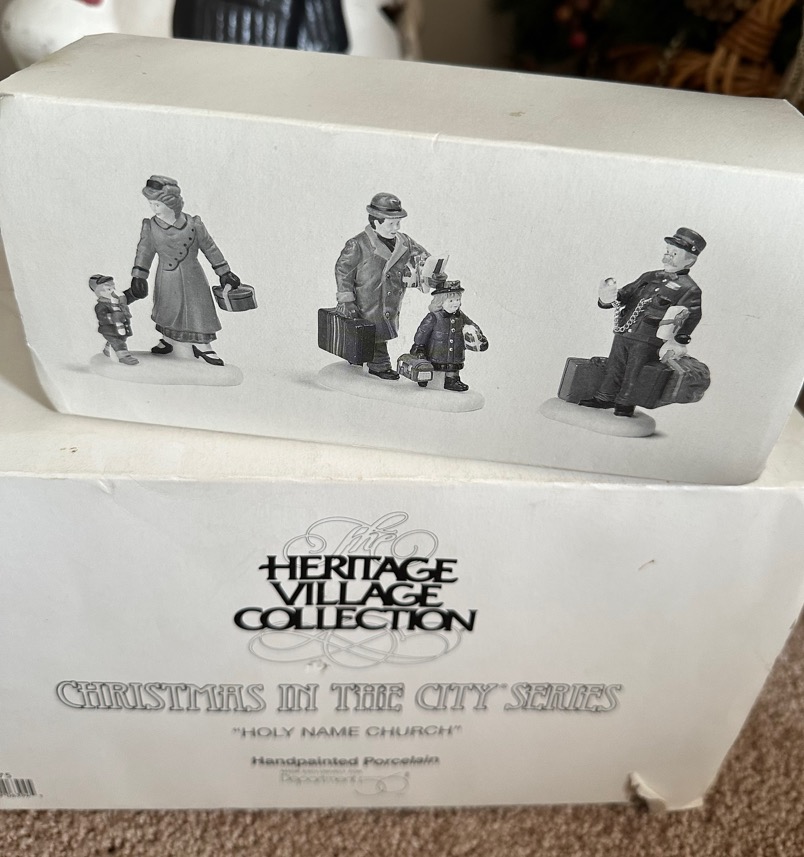 The
HERITAGE
VILLAGE
COLLECTION
CHRISTMAS IN THE CITY SERIES
"HOLY NAME CHURCH"
Handpainted Porcelain
Department 56